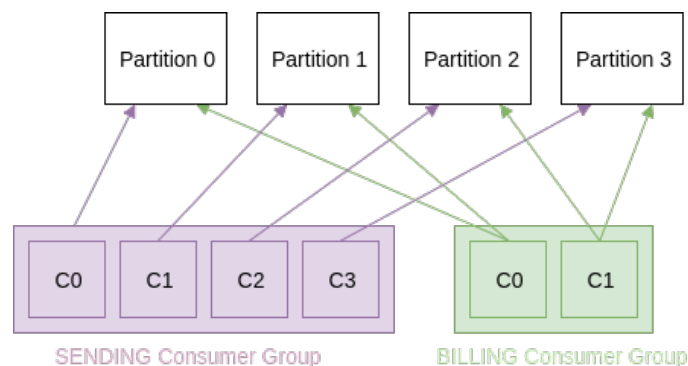 Partition 0
Partition 1
Partition 2
Partition 3
C0
C1
C2
C3
C0
C1
SENDING Consumer Group
BILLING Consumer Group